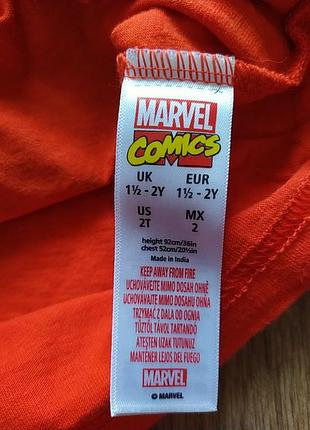 MARVEL
COMICS
UK EUR
1½ - 2Y 1½ - 2Y
US MX
2T 2
height 92cm/36in
chest 52cm/20½in
Made in India
KEEP AWAY FROM FIRE
UCHOVÁVEJTE MIMO DOSAH OHNĚ
UCHOVÁVAJTE MIMO DOSAHU OHŇA
TRZYMAĆ Z DALA OD OGNIA
TŰZTŐL TÁVOL TARTANDÓ
ATEŞTEN UZAK TUTUNUZ
MANTENER LEJOS DEL FUEGO
MARVEL
© MARVEL